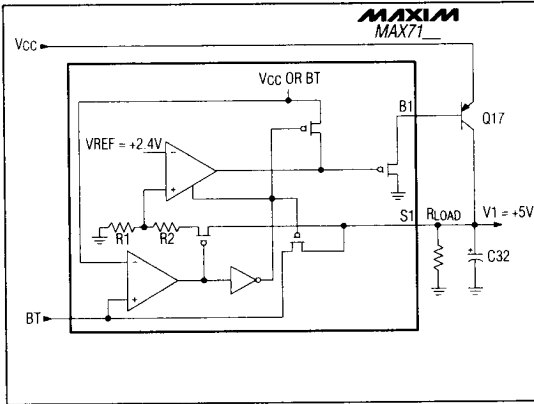 MAXIM
MAX71__
VCC
VCC OR BT
B1
Q17
VREF = +2.4V
−
+
S1
RLOAD
V1 = +5V
R1
R2
+
C32
−
+
BT